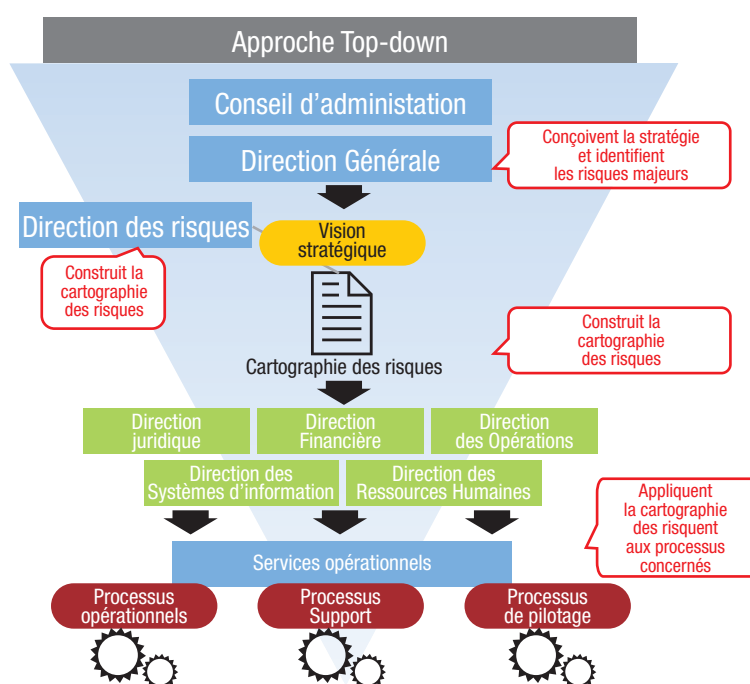 Approche Top-down
Conseil d'administation
Direction Générale
Conçoivent la stratégie
et identifient
les risques majeurs
Direction des risques
Vision
stratégique
Construit la
cartographie
des risques
Cartographie des risques
Construit la
cartographie
des risques
Direction
juridique
Direction
Financière
Direction
des Opérations
Direction des
Systèmes d'information
Direction des
Ressources Humaines
Appliquent
la cartographie
des risquent
aux processus
concernés
Services opérationnels
Processus
opérationnels
Processus
Support
Processus
de pilotage